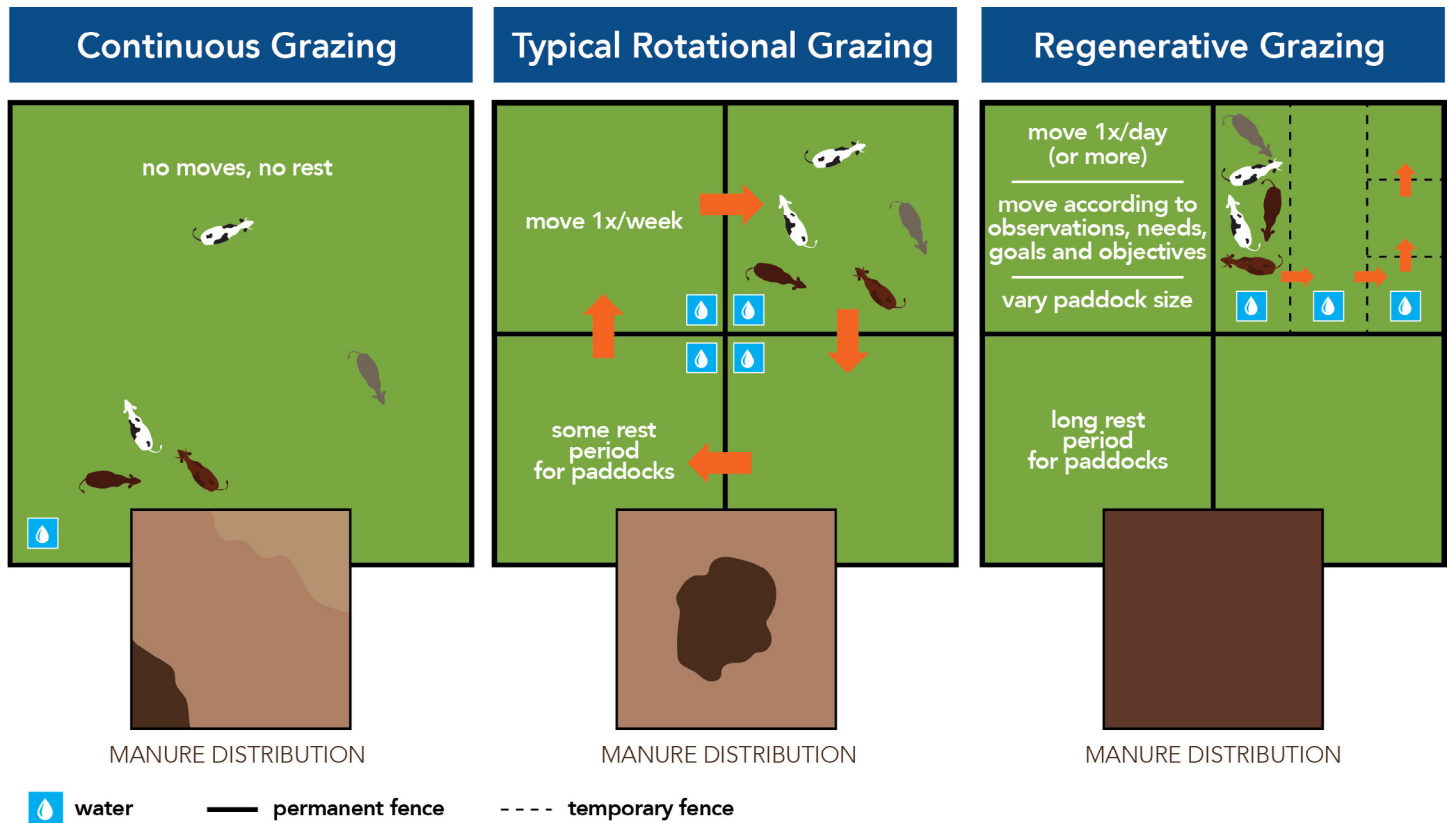 Continuous Grazing
no moves, no rest
MANURE DISTRIBUTION
Typical Rotational Grazing
move 1x/week
some rest
period
for paddocks
MANURE DISTRIBUTION
Regenerative Grazing
move 1x/day
(or more)
move according to
observations, needs,
goals and objectives
vary paddock size
long rest
period
for paddocks
MANURE DISTRIBUTION
water
permanent fence
temporary fence